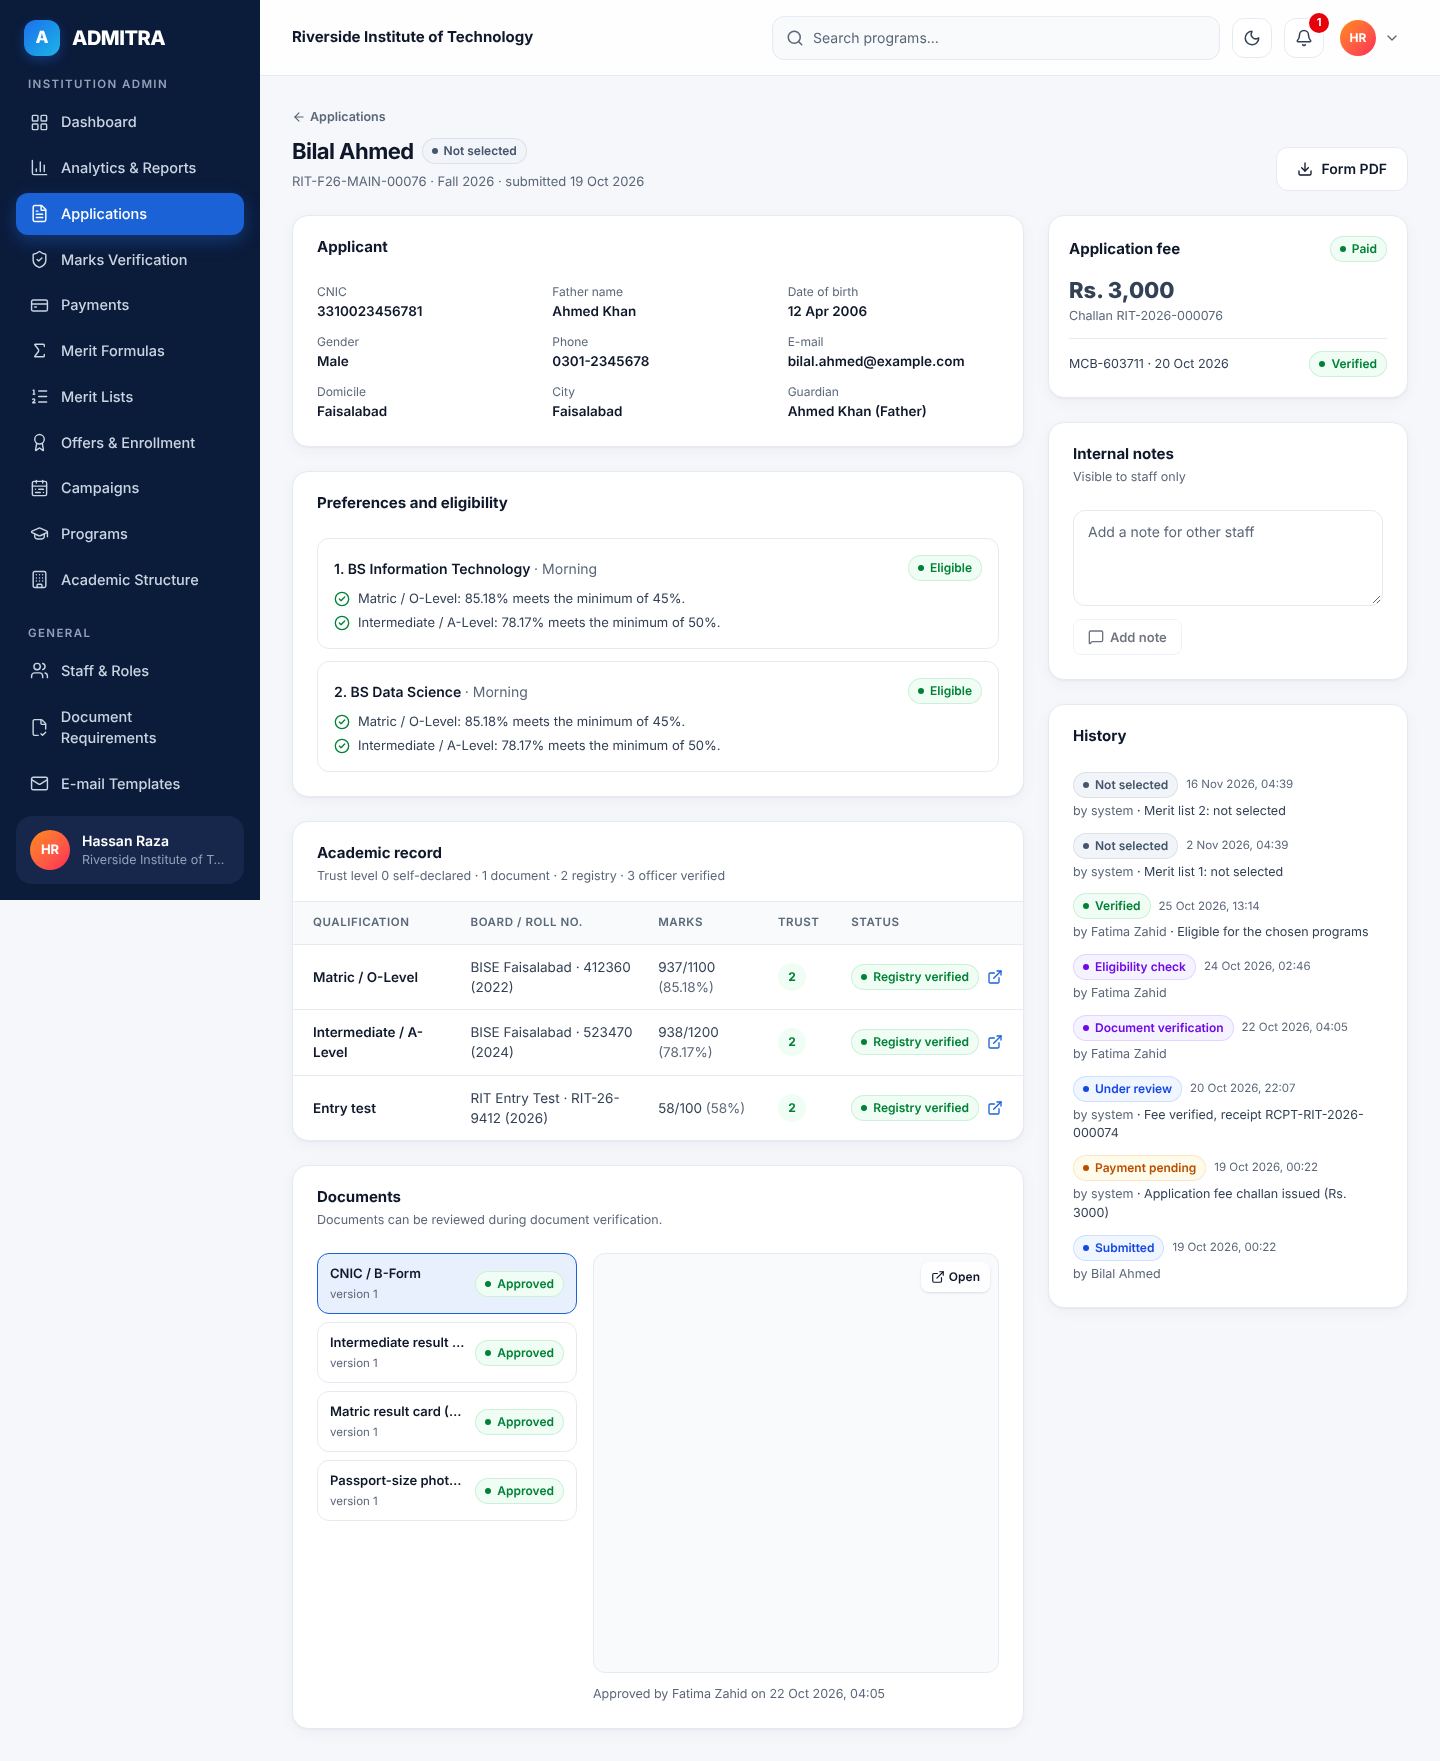 A ADMITRA
INSTITUTION ADMIN
Dashboard
Analytics & Reports
Applications
Marks Verification
Payments
Merit Formulas
Merit Lists
Offers & Enrollment
Campaigns
Programs
Academic Structure
GENERAL
Staff & Roles
Document
Requirements
E-mail Templates
HR
Hassan Raza
Riverside Institute of T...
Riverside Institute of Technology
Search programs...
1
HR
Applications
Bilal Ahmed
Not selected
RIT-F26-MAIN-00076 · Fall 2026 · submitted 19 Oct 2026
Form PDF
Applicant
CNIC
3310023456781
Father name
Ahmed Khan
Date of birth
12 Apr 2006
Gender
Male
Phone
0301-2345678
E-mail
bilal.ahmed@example.com
Domicile
Faisalabad
City
Faisalabad
Guardian
Ahmed Khan (Father)
Preferences and eligibility
1. BS Information Technology · Morning
Eligible
Matric / O-Level: 85.18% meets the minimum of 45%.
Intermediate / A-Level: 78.17% meets the minimum of 50%.
2. BS Data Science · Morning
Eligible
Matric / O-Level: 85.18% meets the minimum of 45%.
Intermediate / A-Level: 78.17% meets the minimum of 50%.
Academic record
Trust level 0 self-declared · 1 document · 2 registry · 3 officer verified
QUALIFICATION BOARD / ROLL NO. MARKS TRUST STATUS
Matric / O-Level
BISE Faisalabad · 412360
(2022)
937/1100
(85.18%)
2
Registry verified
Intermediate / A-
Level
BISE Faisalabad · 523470
(2024)
938/1200
(78.17%)
2
Registry verified
Entry test
RIT Entry Test · RIT-26-
9412 (2026)
58/100 (58%)
2
Registry verified
Documents
Documents can be reviewed during document verification.
CNIC / B-Form
version 1
Approved
Intermediate result ...
version 1
Approved
Matric result card (...
version 1
Approved
Passport-size phot...
version 1
Approved
Open
Approved by Fatima Zahid on 22 Oct 2026, 04:05
Application fee
Paid
Rs. 3,000
Challan RIT-2026-000076
MCB-603711 · 20 Oct 2026
Verified
Internal notes
Visible to staff only
Add a note for other staff
Add note
History
Not selected 16 Nov 2026, 04:39
by system · Merit list 2: not selected
Not selected 2 Nov 2026, 04:39
by system · Merit list 1: not selected
Verified 25 Oct 2026, 13:14
by Fatima Zahid · Eligible for the chosen programs
Eligibility check 24 Oct 2026, 02:46
by Fatima Zahid
Document verification 22 Oct 2026, 04:05
by Fatima Zahid
Under review 20 Oct 2026, 22:07
by system · Fee verified, receipt RCPT-RIT-2026-
000074
Payment pending 19 Oct 2026, 00:22
by system · Application fee challan issued (Rs.
3000)
Submitted 19 Oct 2026, 00:22
by Bilal Ahmed